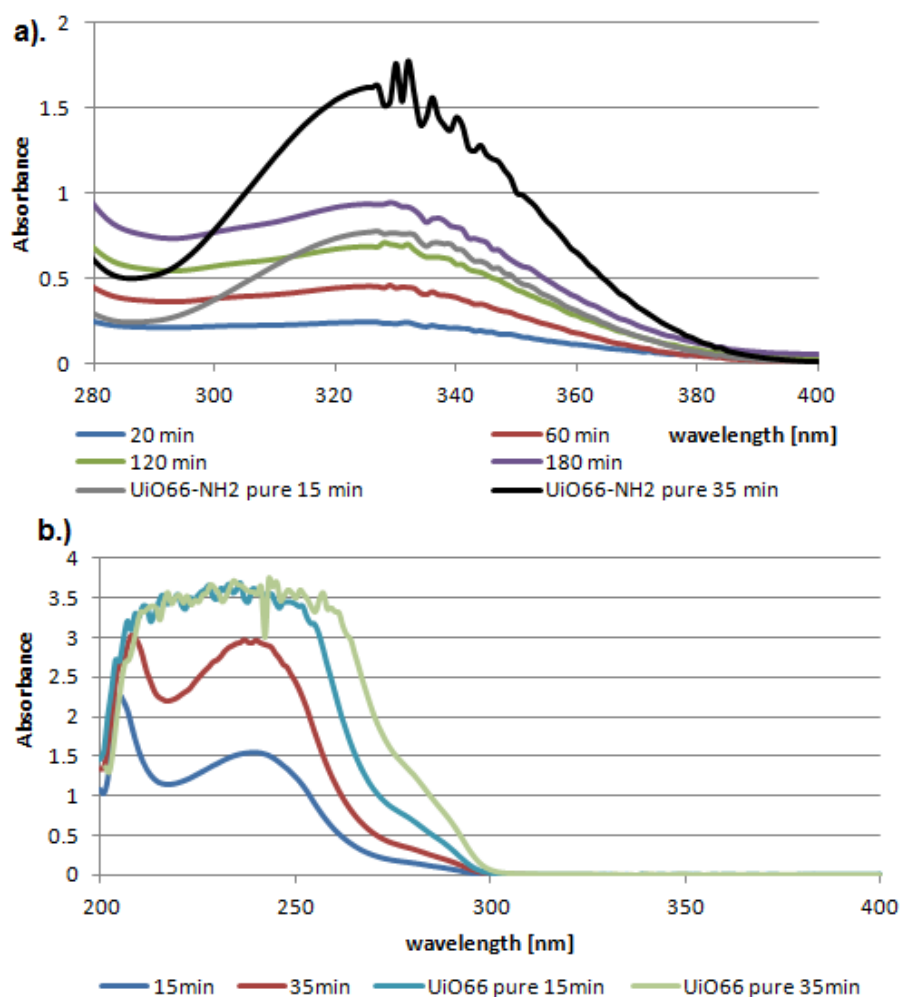 a).
2
1.5
1
0.5
0
Absorbance
280 300 320 340 360 380 400
wavelength [nm]
20 min 60 min
120 min 180 min
UiO66-NH2 pure 15 min UiO66-NH2 pure 35 min
b.)
4
3.5
3
2.5
2
1.5
1
0.5
0
Absorbance
200 250 300 350 400
wavelength [nm]
15min 35min UiO66 pure 15min UiO66 pure 35min